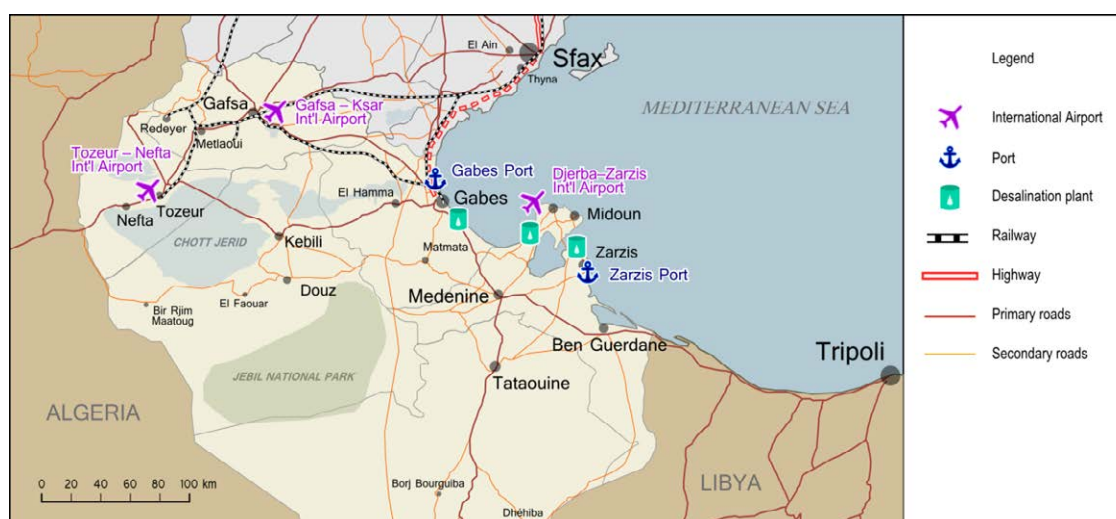 El Ain
Sfax
Thyna
MEDITERRANEAN SEA
Gafsa
Gafsa – Ksar
Int'l Airport
Redeyer
Metlaoui
Tozeur – Nefta
Int'l Airport
Gabes Port
Djerba–Zarzis
Int'l Airport
El Hamma
Gabes
Nefta
Tozeur
Midoun
CHOTT JERID
Kebili
Matmata
Zarzis
Zarzis Port
Douz
El Faouar
Bir Rjim
Maatoug
Medenine
Ben Guerdane
Tripoli
JEBIL NATIONAL PARK
Tataouine
ALGERIA
LIBYA
Borj Bourguiba
Dhéhiba
0 20 40 60 80 100 km
Legend
International Airport
Port
Desalination plant
Railway
Highway
Primary roads
Secondary roads